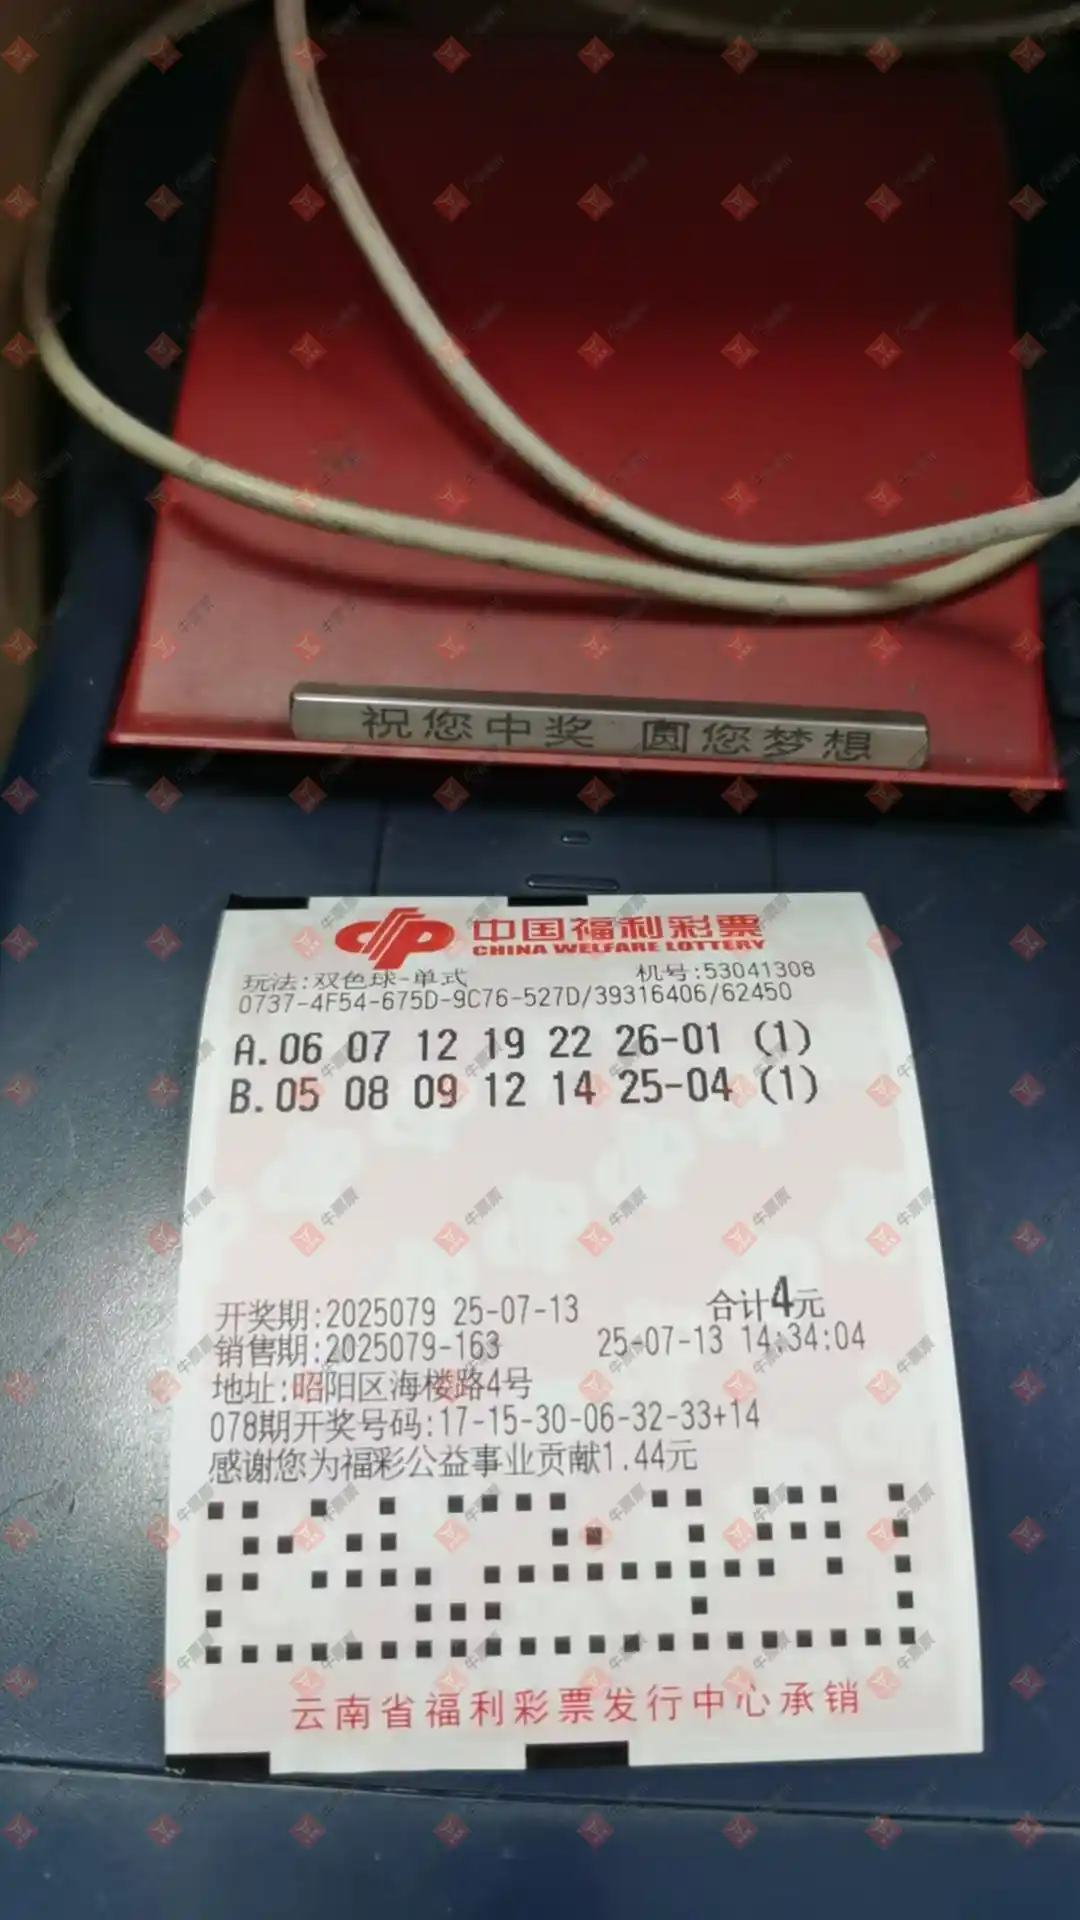 祝您中奖 圆您梦想
中国福利彩票
CHINA WELFARE LOTTERY
玩法:双色球-单式 机号:53041308
0737-4F54-675D-9C76-527D/39316406/62450
A.06 07 12 19 22 26-01 (1)
B.05 08 09 12 14 25-04 (1)
开奖期:2025079 25-07-13 合计4元
销售期:2025079-163 25-07-13 14:34:04
地址:昭阳区海楼路4号
078期开奖号码:17-15-30-06-32-33+14
感谢您为福彩公益事业贡献1.44元
云南省福利彩票发行中心承销
牛票票